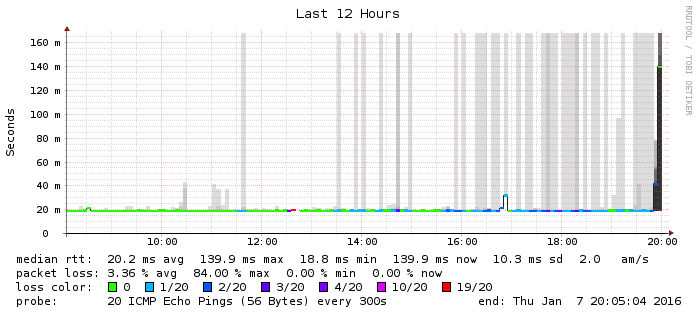 Last 12 Hours
RRDTOOL / TOBI OETIKER
Seconds
160 m
140 m
120 m
100 m
80 m
60 m
40 m
20 m
0
10:00 12:00 14:00 16:00 18:00 20:00
median rtt: 20.2 ms avg 139.9 ms max 18.8 ms min 139.9 ms now 10.3 ms sd 2.0 am/s
packet loss: 3.36 % avg 84.00 % max 0.00 % min 0.00 % now
loss color: 0 1/20 2/20 3/20 4/20 10/20 19/20
probe: 20 ICMP Echo Pings (56 Bytes) every 300s end: Thu Jan 7 20:05:04 2016